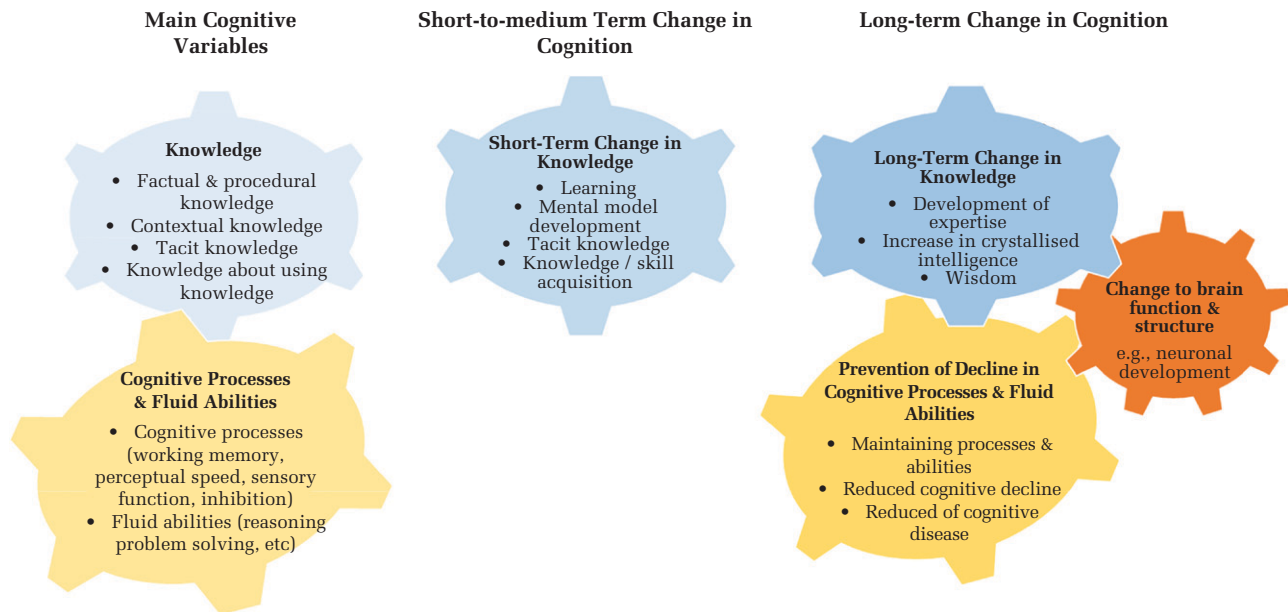 Main Cognitive
Variables
Short-to-medium Term Change in
Cognition
Long-term Change in Cognition
Knowledge
• Factual & procedural
knowledge
• Contextual knowledge
• Tacit knowledge
• Knowledge about using
knowledge
Cognitive Processes
& Fluid Abilities
• Cognitive processes
(working memory,
perceptual speed, sensory
function, inhibition)
• Fluid abilities (reasoning
problem solving, etc)
Short-Term Change in
Knowledge
• Learning
• Mental model
development
• Tacit knowledge
• Knowledge / skill
acquisition
Long-Term Change in
Knowledge
• Development of
expertise
• Increase in crystallised
intelligence
• Wisdom
Prevention of Decline in
Cognitive Processes & Fluid
Abilities
• Maintaining processes &
abilities
• Reduced cognitive decline
• Reduced of cognitive
disease
Change to brain
function &
structure
e.g., neuronal
development